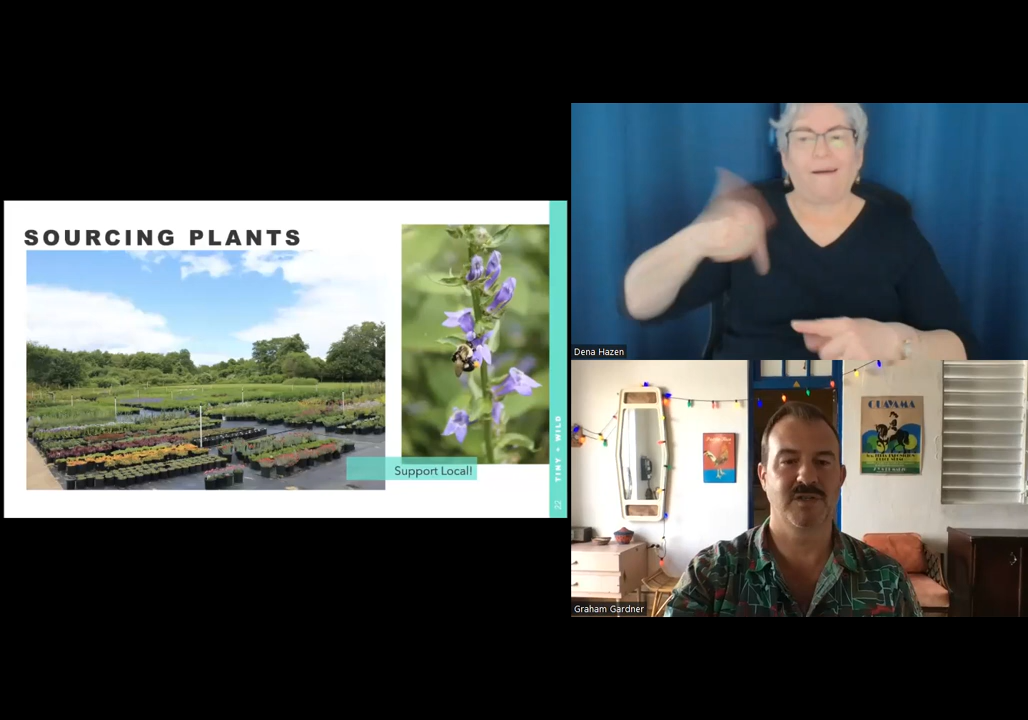 SOURCING PLANTS
Support Local!
TINY + WILD
22
Dena Hazen
GUAYAMA
Graham Gardner